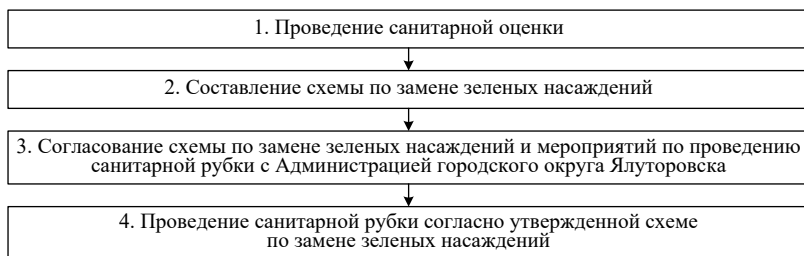 1. Проведение санитарной оценки
2. Составление схемы по замене зеленых насаждений
3. Согласование схемы по замене зеленых насаждений и мероприятий по проведению
санитарной рубки с Администрацией городского округа Ялуторовска
4. Проведение санитарной рубки согласно утвержденной схеме
по замене зеленых насаждений